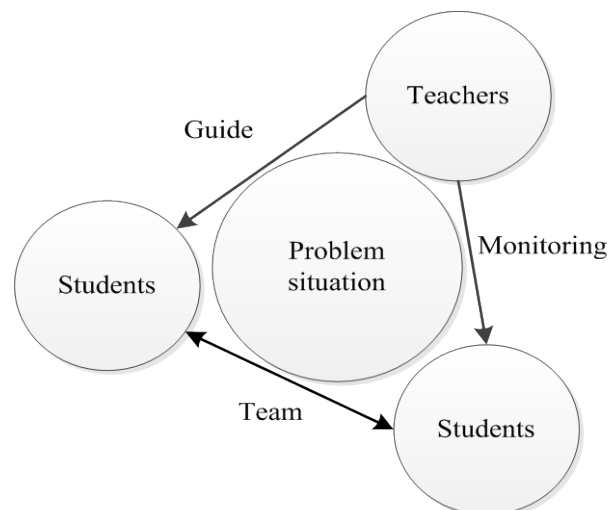 Teachers
Guide
Problem
situation
Monitoring
Students
Team
Students